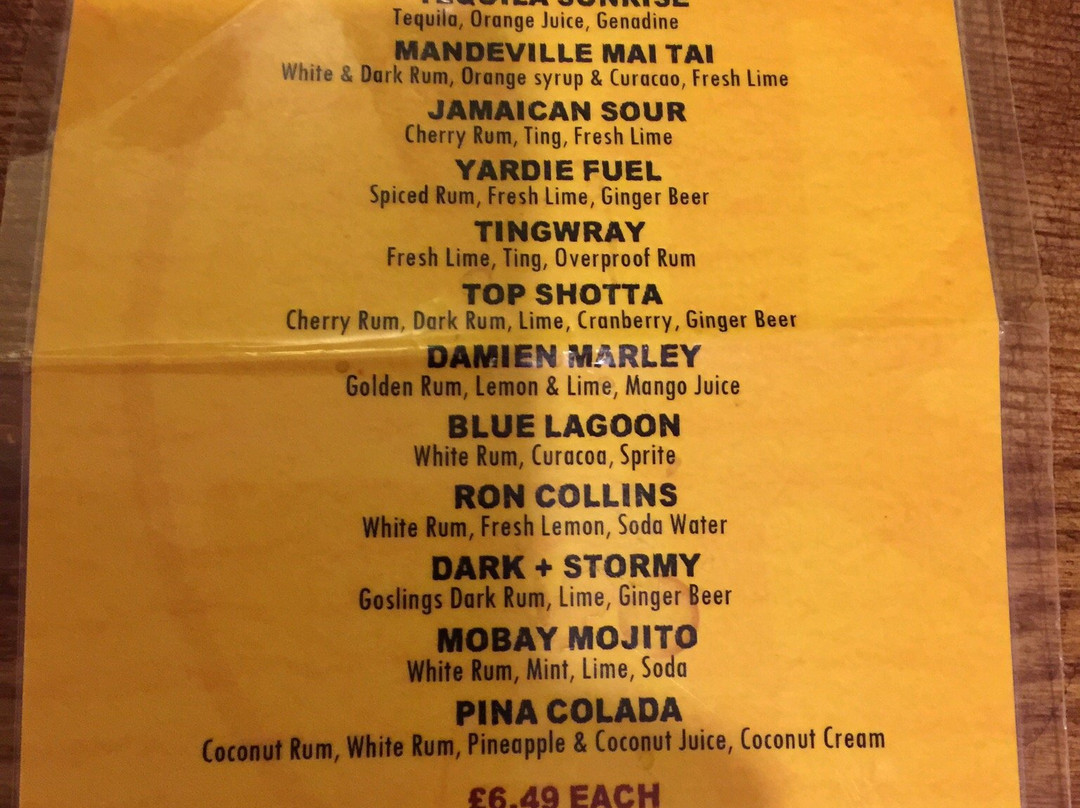 TEQUILA SUNRISE
Tequila, Orange Juice, Genadine
MANDEVILLE MAI TAI
White & Dark Rum, Orange syrup & Curacao, Fresh Lime
JAMAICAN SOUR
Cherry Rum, Ting, Fresh Lime
YARDIE FUEL
Spiced Rum, Fresh Lime, Ginger Beer
TINGWRAY
Fresh Lime, Ting, Overproof Rum
TOP SHOTTA
Cherry Rum, Dark Rum, Lime, Cranberry, Ginger Beer
DAMIEN MARLEY
Golden Rum, Lemon & Lime, Mango Juice
BLUE LAGOON
White Rum, Curacoa, Sprite
RON COLLINS
White Rum, Fresh Lemon, Soda Water
DARK + STORMY
Goslings Dark Rum, Lime, Ginger Beer
MOBAY MOJITO
White Rum, Mint, Lime, Soda
PINA COLADA
Coconut Rum, White Rum, Pineapple & Coconut Juice, Coconut Cream
£6.49 EACH